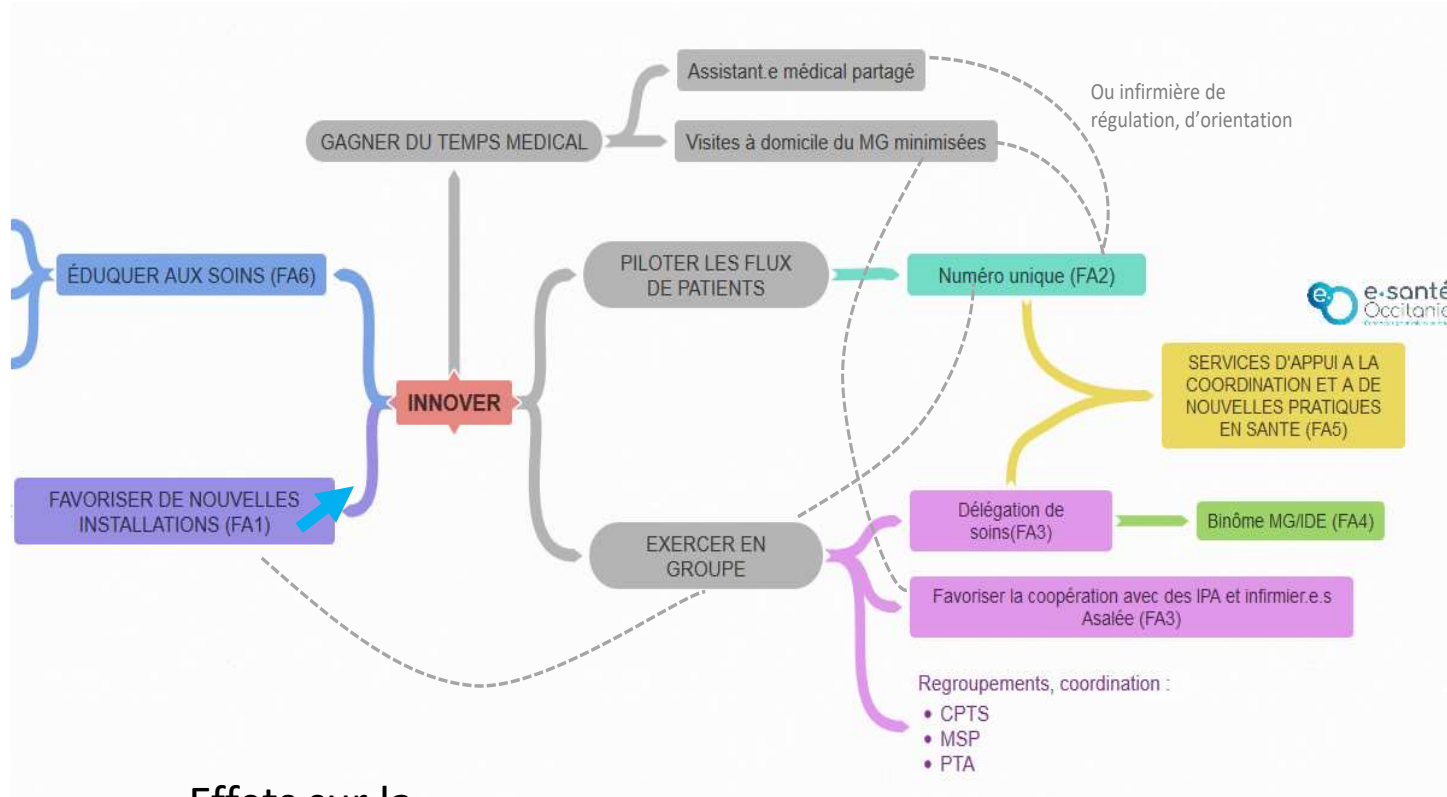 Assistant.e médical partagé
Ou infirmière de
régulation, d'orientation
GAGNER DU TEMPS MEDICAL
Visites à domicile du MG minimisées
ÉDUQUER AUX SOINS (FA6)
PILOTER LES FLUX
DE PATIENTS
Numéro unique (FA2)
e-santé
Occitanie
SERVICES D'APPUI A LA
COORDINATION ET A DE
NOUVELLES PRATIQUES
EN SANTE (FA5)
INNOVER
FAVORISER DE NOUVELLES
INSTALLATIONS (FA1)
EXERCER EN
GROUPE
Délégation de
soins(FA3)
Binôme MG/IDE (FA4)
Favoriser la coopération avec des IPA et infirmier.e.s
Asalée (FA3)
Regroupements, coordination :
• CPTS
• MSP
• PTA
Effets sur la